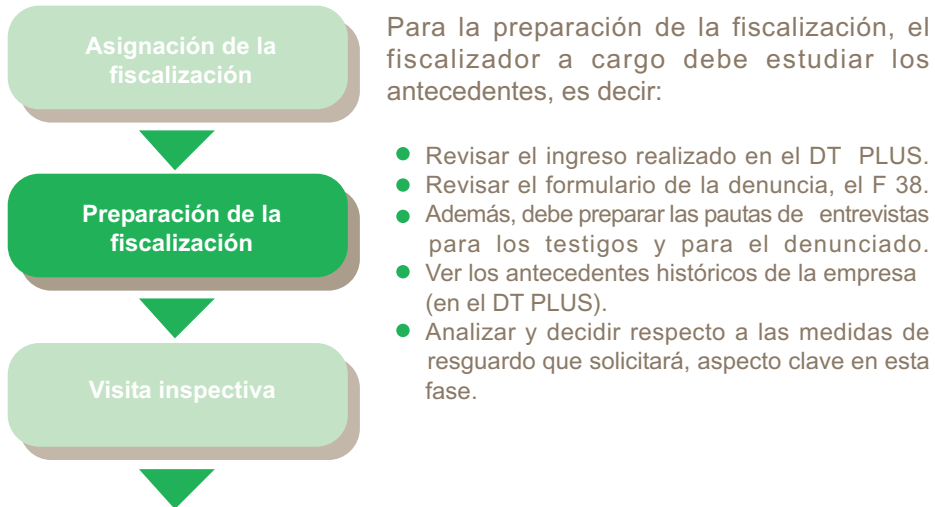 Asignación de la
fiscalización
Preparación de la
fiscalización
Visita inspectiva
Para la preparación de la fiscalización, el
fiscalizador a cargo debe estudiar los
antecedentes, es decir:
● Revisar el ingreso realizado en el DT PLUS.
● Revisar el formulario de la denuncia, el F 38.
● Además, debe preparar las pautas de entrevistas
para los testigos y para el denunciado.
● Ver los antecedentes históricos de la empresa
(en el DT PLUS).
● Analizar y decidir respecto a las medidas de
resguardo que solicitará, aspecto clave en esta
fase.